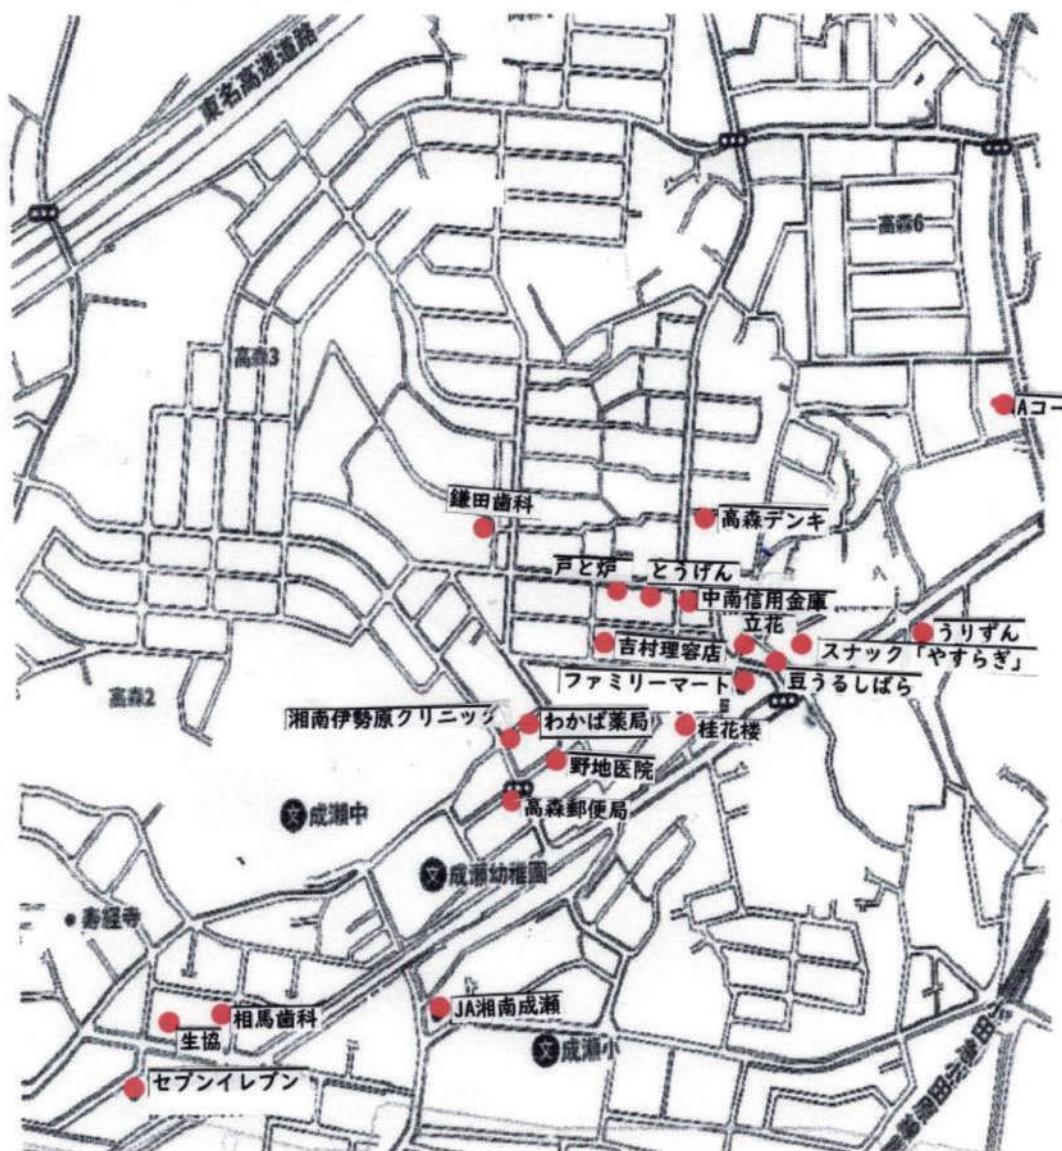 東名高速道路
高森6
高森3
Aコー
鎌田歯科
高森デンキ
戸と炉
とうげん
中南信用金庫
立花
うりずん
吉村理容店
スナック「やすらぎ」
ファミリーマート
豆うるしばら
高森2
湘南伊勢原クリニック
わかば薬局
桂花楼
野地医院
高森郵便局
文成瀬中
文成瀬幼稚園
寿経寺
JA湘南成瀬
相馬歯科
生協
文成瀬小
セブンイレブン